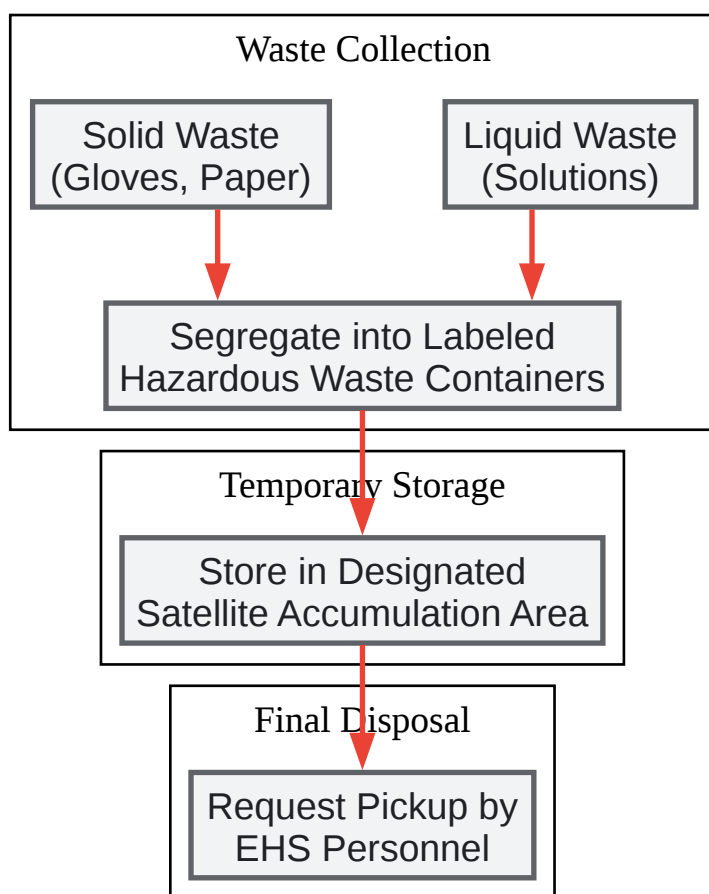 Waste Collection
Solid Waste
(Gloves, Paper)
Liquid Waste
(Solutions)
Segregate into Labeled
Hazardous Waste Containers
Temporary Storage
Store in Designated
Satellite Accumulation Area
Final Disposal
Request Pickup by
EHS Personnel